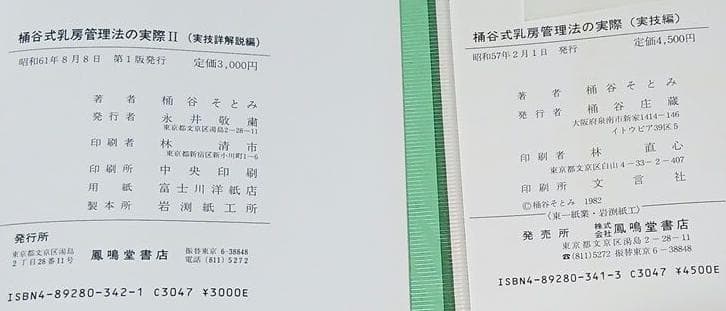 桶谷式乳房管理法の実際Ⅱ(実技詳解説編)
昭和61年8月8日 第1版発行 定価3,000円
著者 桶谷そとみ
発行者 永井敬粛
東京都文京区湯島2-28-11
印刷者 林清市
東京都新宿区新小川町1-6
印刷所 中央印刷
用紙 富士川洋紙店
製本所 岩渕紙工所
発行所
東京都文京区湯島
2丁目28番11号
鳳鳴堂書店
振替東京6-38848
電話(811)5272
ISBN4-89280-342-1 C3047 ¥3000E
桶谷式乳房管理法の実際(実技編)
昭和57年2月1日 発行 定価4,500円
著者 桶谷そとみ
発行者 桶谷庄蔵
大阪府泉南市新家1414-146
イトウピア39区5
印刷者 林直心
東京都文京区白山4-33-2-407
印刷所 文言社
©桶谷そとみ 1982
〈東一紙業・岩渕紙工〉
発売所 株式会社 鳳鳴堂書店
東京都文京区湯島2-28-11
☎(811)5272 振替東京6-38848
ISBN4-89280-341-3 C3047 ¥4500E